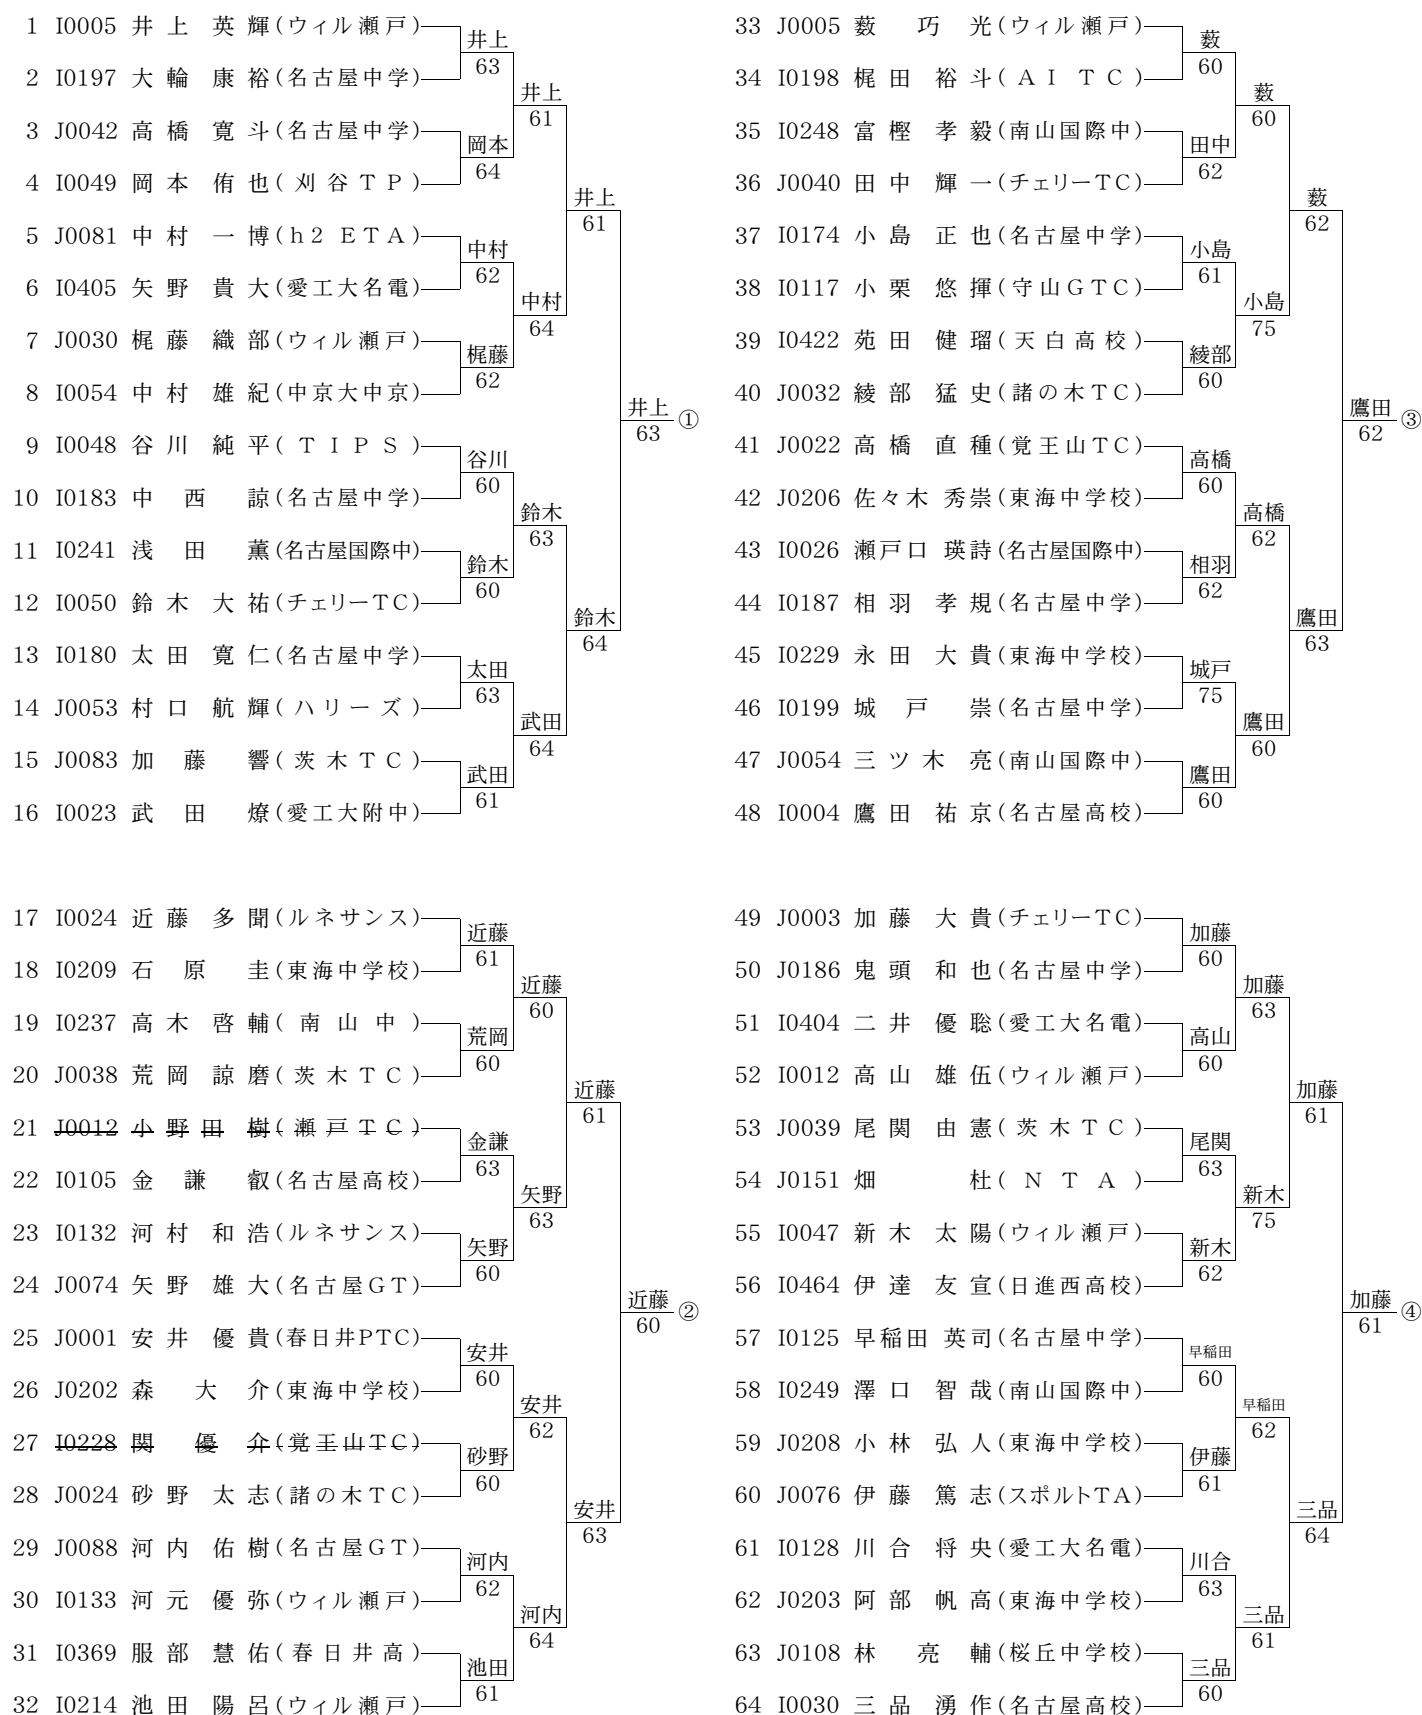 1 I0005 井上 英輝(ウィル瀬戸)
井上
63
2 I0197 大輪 康裕(名古屋中学)
井上
61
3 J0042 高橋 寛斗(名古屋中学)
岡本
64
4 I0049 岡本 侑也(刈谷TP)
井上
61
5 J0081 中村 一博(h2 ETA)
中村
62
6 I0405 矢野 貴大(愛工大名電)
中村
64
7 J0030 梶藤 織部(ウィル瀬戸)
梶藤
62
8 I0054 中村 雄紀(中京大中京)
井上 ①
63
9 I0048 谷川 純平(TIPS)
谷川
60
10 I0183 中西 諒(名古屋中学)
鈴木
63
11 I0241 浅田 薫(名古屋国際中)
鈴木
60
12 I0050 鈴木 大祐(チェリーTC)
鈴木
64
13 I0180 太田 寛仁(名古屋中学)
太田
63
14 J0053 村口 航輝(ハリーズ)
武田
64
15 J0083 加藤 響(茨木TC)
武田
61
16 I0023 武田 燎(愛工大附中)
17 I0024 近藤 多聞(ルネサンス)
近藤
61
18 I0209 石原 圭(東海中学校)
近藤
60
19 I0237 高木 啓輔(南山中)
荒岡
60
20 J0038 荒岡 諒磨(茨木TC)
近藤
61
21 J0012 小野田 樹(瀬戸TC)
金謙
63
22 I0105 金謙 叡(名古屋高校)
矢野
63
23 I0132 河村 和浩(ルネサンス)
矢野
60
24 J0074 矢野 雄大(名古屋GT)
近藤 ②
60
25 J0001 安井 優貴(春日井PTC)
安井
60
26 J0202 森 大介(東海中学校)
安井
62
27 I0228 関 優介(覚王山TC)
砂野
60
28 J0024 砂野 太志(諸の木TC)
安井
63
29 J0088 河内 佑樹(名古屋GT)
河内
62
30 I0133 河元 優弥(ウィル瀬戸)
河内
64
31 I0369 服部 慧佑(春日井高)
池田
61
32 I0214 池田 陽呂(ウィル瀬戸)
33 J0005 薮 巧光(ウィル瀬戸)
薮
60
34 I0198 梶田 裕斗(AITC)
薮
60
35 I0248 富樫 孝毅(南山国際中)
田中
62
36 J0040 田中 輝一(チェリーTC)
薮
62
37 I0174 小島 正也(名古屋中学)
小島
61
38 I0117 小栗 悠揮(守山GTC)
小島
75
39 I0422 苑田 健瑠(天白高校)
綾部
60
40 J0032 綾部 猛史(諸の木TC)
鷹田 ③
62
41 J0022 高橋 直種(覚王山TC)
高橋
60
42 J0206 佐々木 秀崇(東海中学校)
高橋
62
43 I0026 瀬戸口 瑛詩(名古屋国際中)
相羽
62
44 I0187 相羽 孝規(名古屋中学)
鷹田
63
45 I0229 永田 大貴(東海中学校)
城戸
75
46 I0199 城戸 崇(名古屋中学)
鷹田
60
47 J0054 三ツ木 亮(南山国際中)
鷹田
60
48 I0004 鷹田 祐京(名古屋高校)
49 J0003 加藤 大貴(チェリーTC)
加藤
60
50 J0186 鬼頭 和也(名古屋中学)
加藤
63
51 I0404 二井 優聡(愛工大名電)
高山
60
52 I0012 高山 雄伍(ウィル瀬戸)
加藤
61
53 J0039 尾関 由憲(茨木TC)
尾関
63
54 J0151 畑 杜(NTA)
新木
75
55 I0047 新木 太陽(ウィル瀬戸)
新木
62
56 I0464 伊達 友宣(日進西高校)
加藤 ④
61
57 I0125 早稲田 英司(名古屋中学)
早稲田
60
58 I0249 澤口 智哉(南山国際中)
早稲田
62
59 J0208 小林 弘人(東海中学校)
伊藤
61
60 J0076 伊藤 篤志(スポルトTA)
三品
64
61 I0128 川合 将央(愛工大名電)
川合
63
62 J0203 阿部 帆高(東海中学校)
三品
61
63 J0108 林 亮輔(桜丘中学校)
三品
60
64 I0030 三品 湧作(名古屋高校)